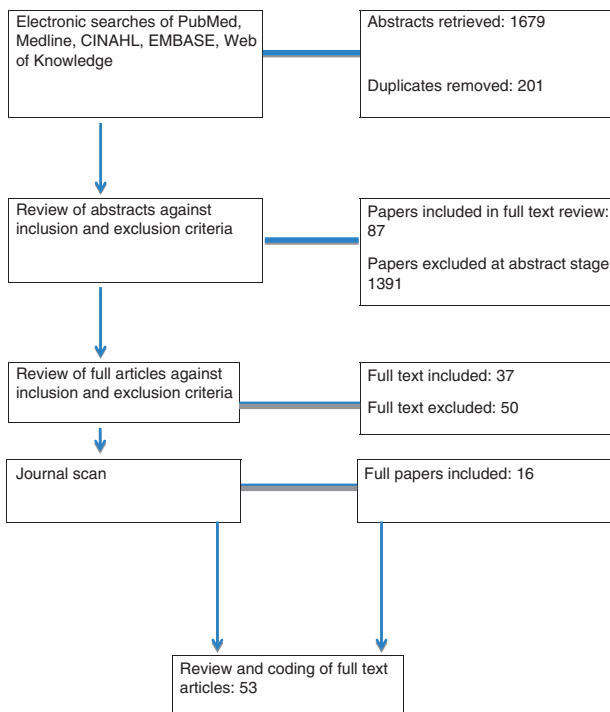 Electronic searches of PubMed,
Medline, CINAHL, EMBASE, Web
of Knowledge
Abstracts retrieved: 1679
Duplicates removed: 201
Review of abstracts against
inclusion and exclusion criteria
Papers included in full text review:
87
Papers excluded at abstract stage
1391
Review of full articles against
inclusion and exclusion criteria
Full text included: 37
Full text excluded: 50
Journal scan
Full papers included: 16
Review and coding of full text
articles: 53